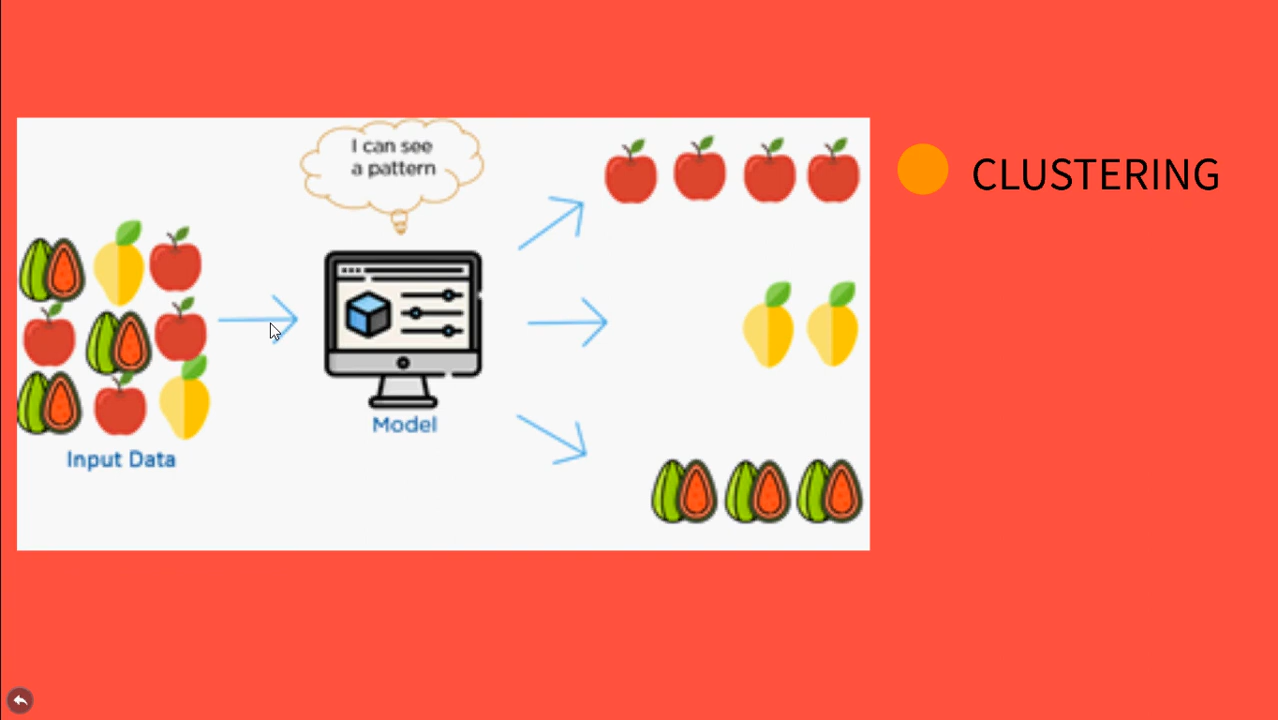 I can see
a pattern
CLUSTERING
Model
Input Data